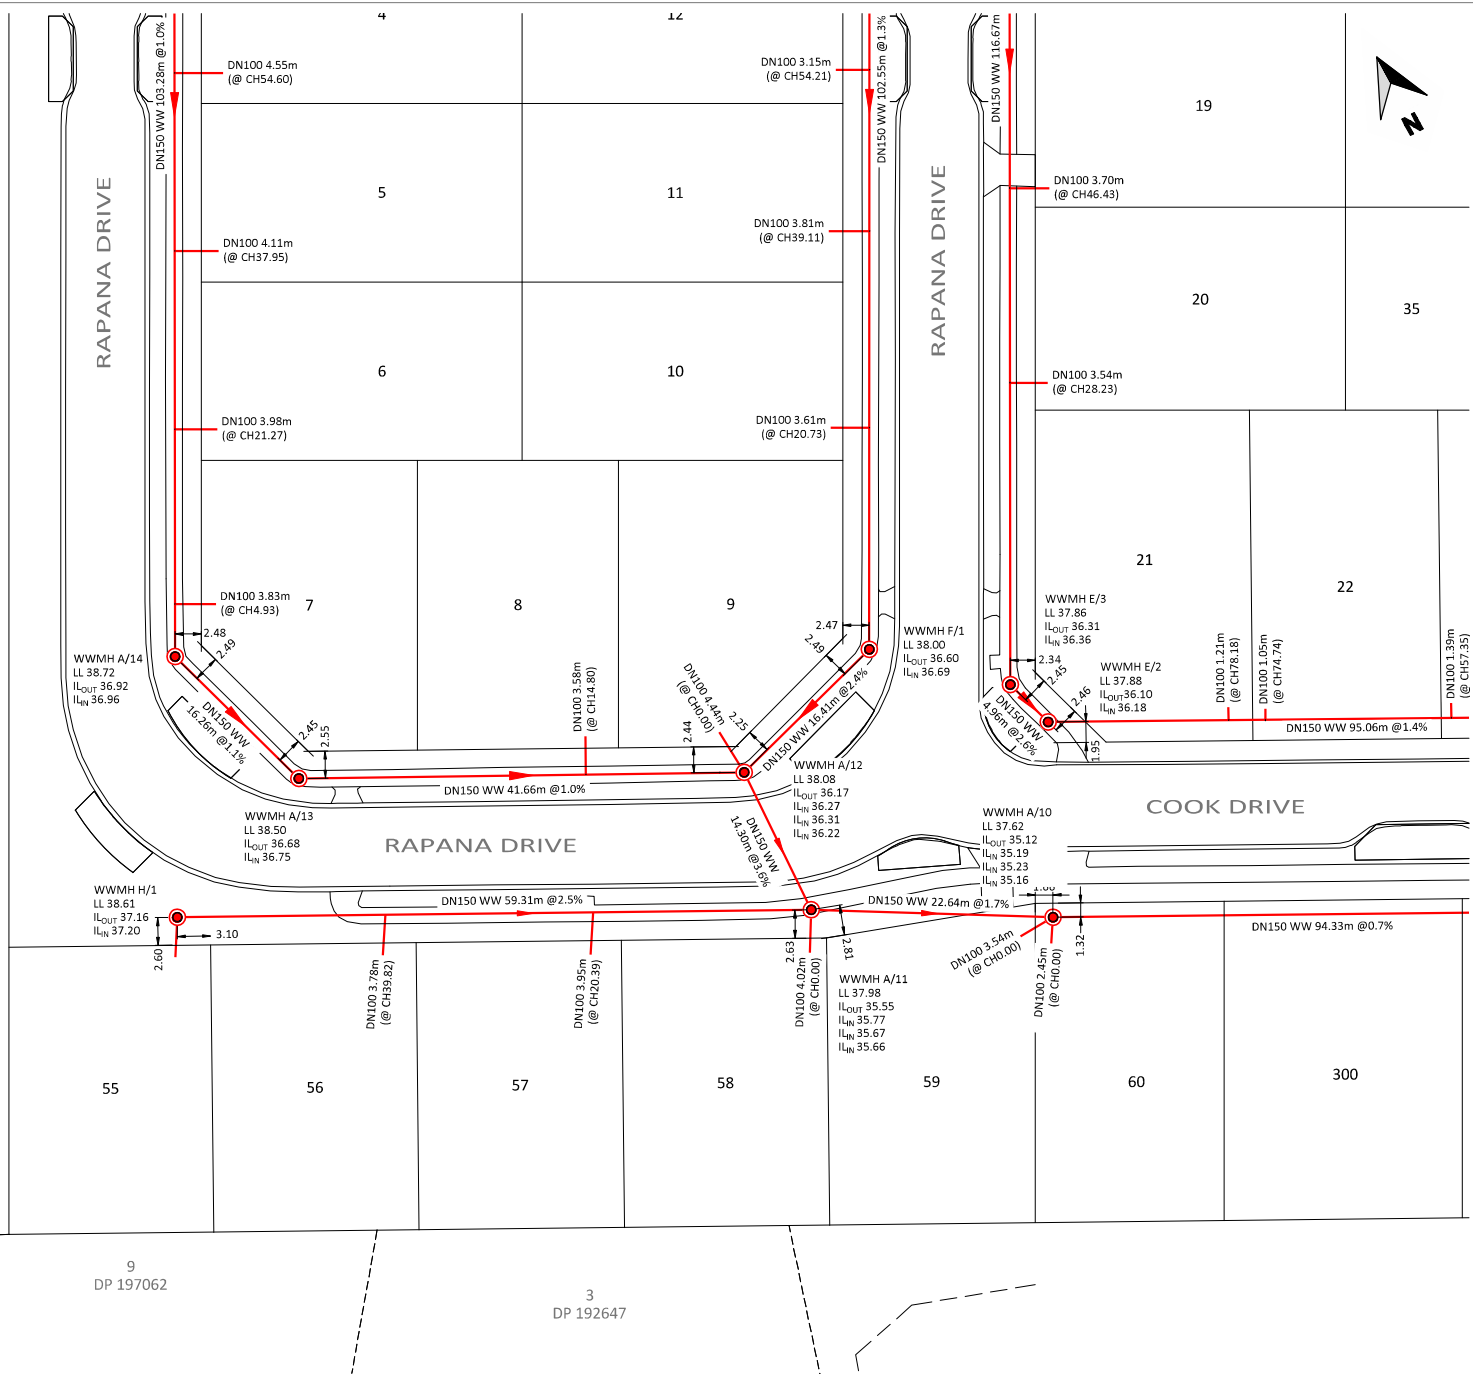 4
12
DN150 WW 103.28m @1.0%
DN100 4.55m
(@ CH54.60)
DN100 3.15m
(@ CH54.21)
DN150 WW 102.55m @1.3%
DN150 WW 116.67m
19
N
5
11
DN100 3.70m
(@ CH46.43)
RAPANA DRIVE
RAPANA DRIVE
DN100 4.11m
(@ CH37.95)
DN100 3.81m
(@ CH39.11)
20
35
6
10
DN100 3.54m
(@ CH28.23)
DN100 3.98m
(@ CH21.27)
DN100 3.61m
(@ CH20.73)
21
22
7
8
9
DN100 3.83m
(@ CH4.93)
2.48
2.49
2.47
2.49
WWMH E/3
LL 37.86
ILOUT 36.31
ILIN 36.36
WWMH F/1
LL 38.00
ILOUT 36.60
ILIN 36.69
WWMH A/14
LL 38.72
ILOUT 36.92
ILIN 36.96
2.34
2.45
2.46
1.95
WWMH E/2
LL 37.88
ILOUT 36.10
ILIN 36.18
DN100 1.21m
(@ CH78.18)
DN100 1.05m
(@ CH74.74)
DN100 1.39m
(@ CH57.35)
DN150 WW
16.26m @1.1%
2.45
2.55
DN100 3.58m
(@ CH14.80)
DN100 4.44m
(@ CH0.00)
2.44
2.25
DN150 WW 16.41m @2.4%
DN150 WW
4.96m @2.6%
DN150 WW 95.06m @1.4%
DN150 WW 41.66m @1.0%
WWMH A/12
LL 38.08
ILOUT 36.17
ILIN 36.27
ILIN 36.31
ILIN 36.22
WWMH A/13
LL 38.50
ILOUT 36.68
ILIN 36.75
RAPANA DRIVE
DN150 WW
14.30m @3.6%
COOK DRIVE
WWMH A/10
LL 37.62
ILOUT 35.12
ILIN 35.19
ILIN 35.23
ILIN 35.16
WWMH H/1
LL 38.61
ILOUT 37.16
ILIN 37.20
DN150 WW 59.31m @2.5%
DN150 WW 22.64m @1.7%
DN150 WW 94.33m @0.7%
3.10
2.60
2.63
2.81
1.32
DN100 3.78m
(@ CH39.82)
DN100 3.95m
(@ CH20.39)
DN100 4.02m
(@ CH0.00)
DN100 3.54m
(@ CH0.00)
DN100 2.45m
(@ CH0.00)
WWMH A/11
LL 37.98
ILOUT 35.55
ILIN 35.77
ILIN 35.67
ILIN 35.66
55
56
57
58
59
60
300
9
DP 197062
3
DP 192647